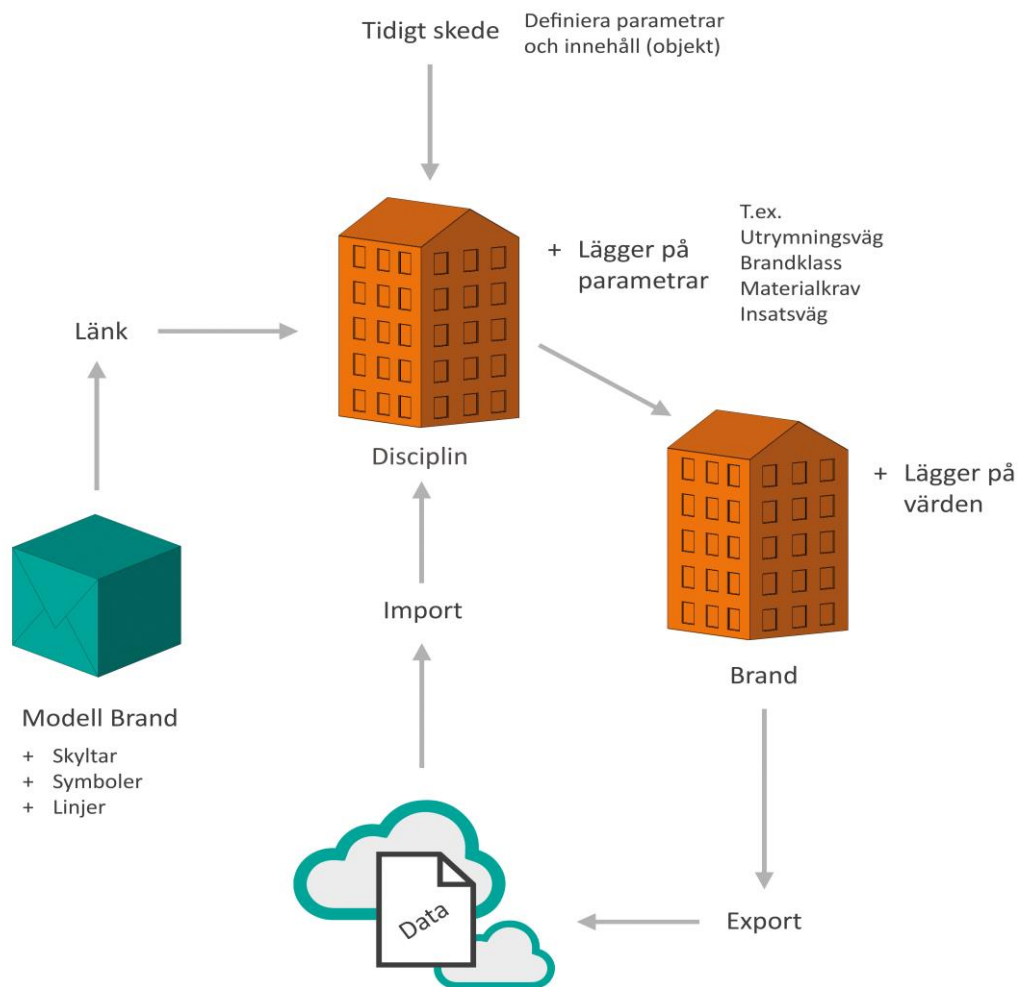 Tidigt skede
Definiera parametrar
och innehåll (objekt)
+ Lägger på
parametrar
T.ex.
Utrymningsväg
Brandklass
Materialkrav
Insatsväg
Länk
Disciplin
+ Lägger på
värden
Import
Brand
Modell Brand
+ Skyltar
+ Symboler
+ Linjer
Data
Export